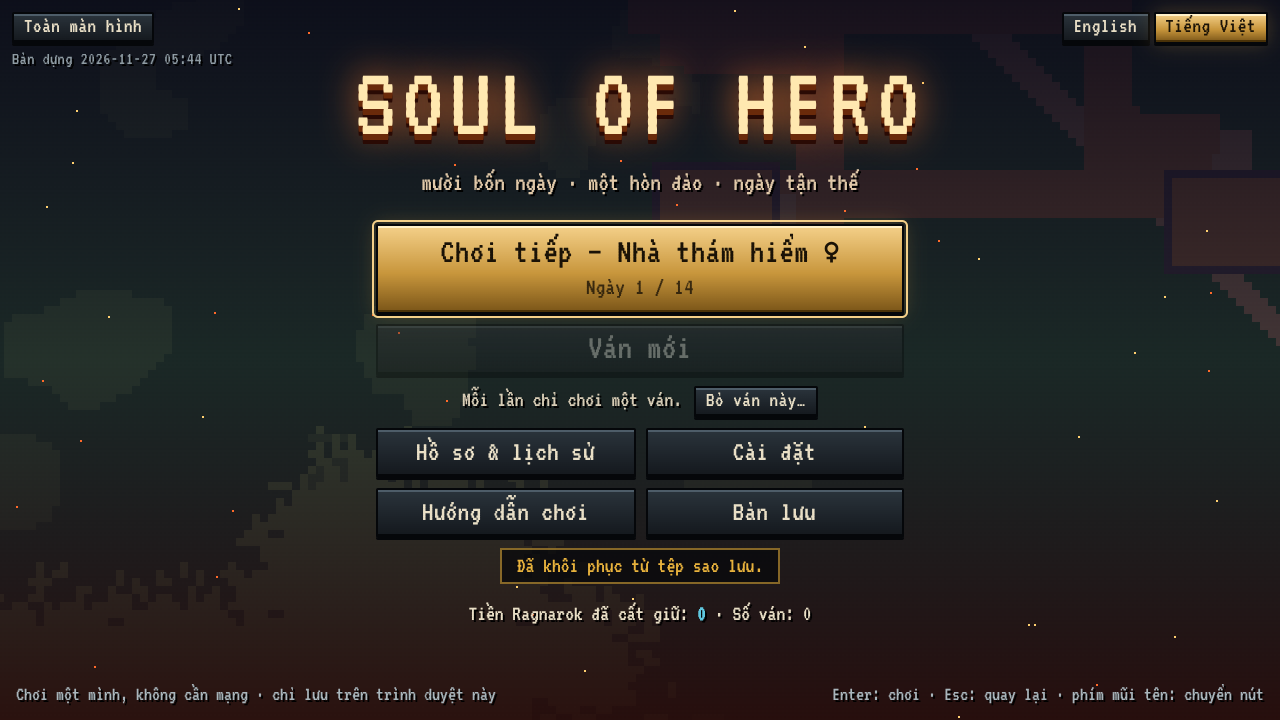 Toàn màn hình
English
Tiếng Việt
Bản dựng 2026-11-27 05:44 UTC
SOUL OF HERO
mười bốn ngày · một hòn đảo · ngày tận thế
Chơi tiếp – Nhà thám hiểm ♀
Ngày 1 / 14
Ván mới
Mỗi lần chỉ chơi một ván.
Bỏ ván này…
Hồ sơ & lịch sử
Cài đặt
Hướng dẫn chơi
Bản lưu
Đã khôi phục từ tệp sao lưu.
Tiền Ragnarok đã cất giữ: 0 · Số ván: 0
Chơi một mình, không cần mạng · chỉ lưu trên trình duyệt này
Enter: chơi · Esc: quay lại · phím mũi tên: chuyển nút